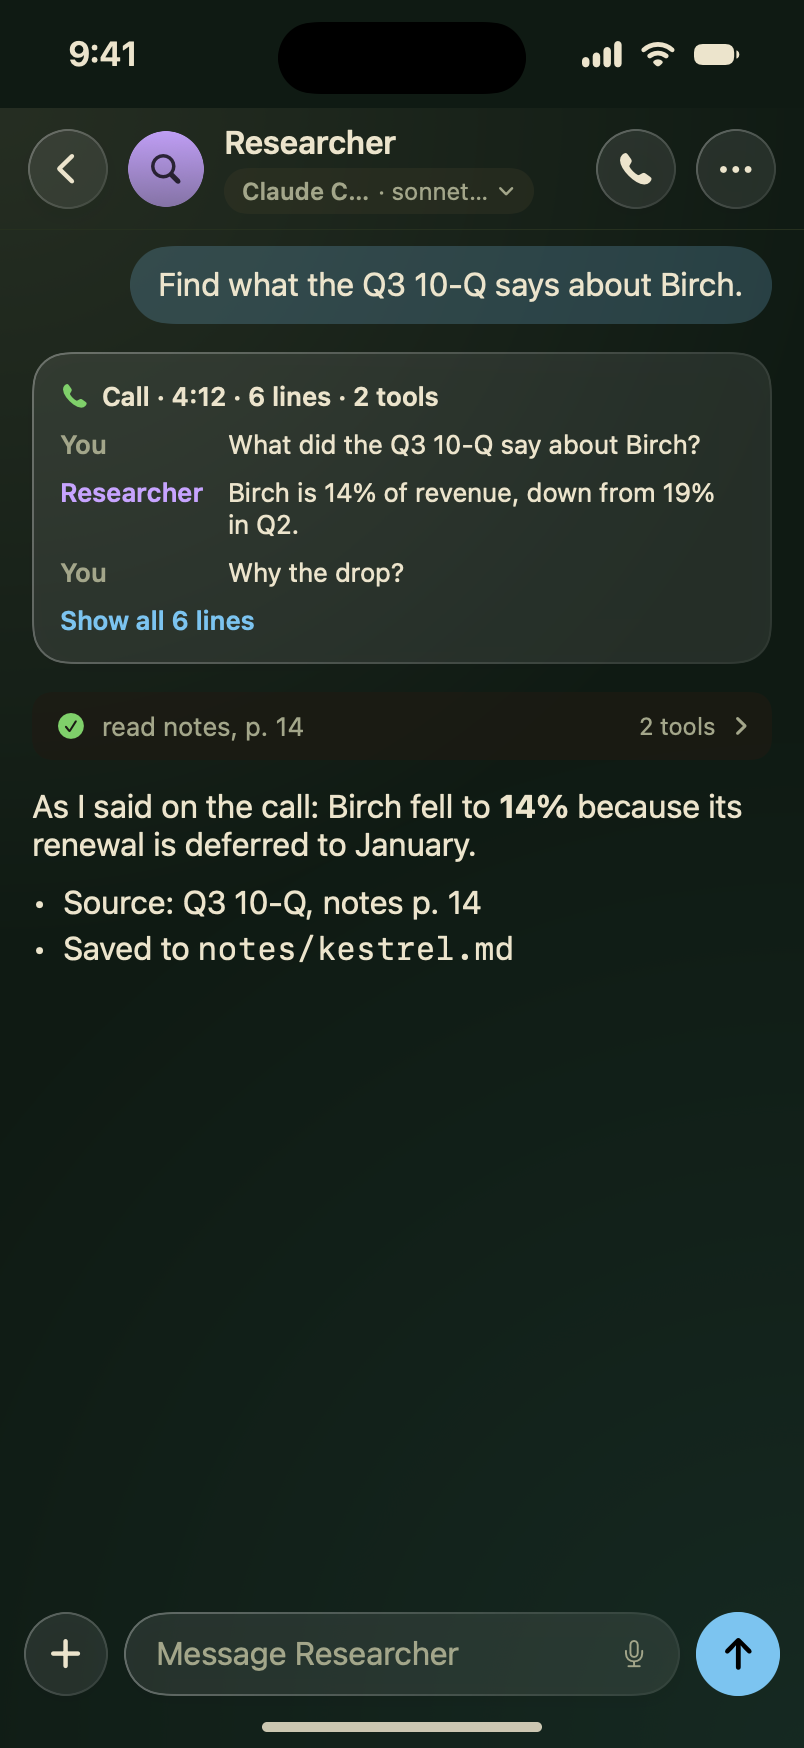 9:41
Researcher
Claude C... · sonnet...
Find what the Q3 10-Q says about Birch.
Call · 4:12 · 6 lines · 2 tools
You What did the Q3 10-Q say about Birch?
Researcher Birch is 14% of revenue, down from 19%
in Q2.
You Why the drop?
Show all 6 lines
read notes, p. 14 2 tools
As I said on the call: Birch fell to 14% because its
renewal is deferred to January.
• Source: Q3 10-Q, notes p. 14
• Saved to notes/kestrel.md
Message Researcher